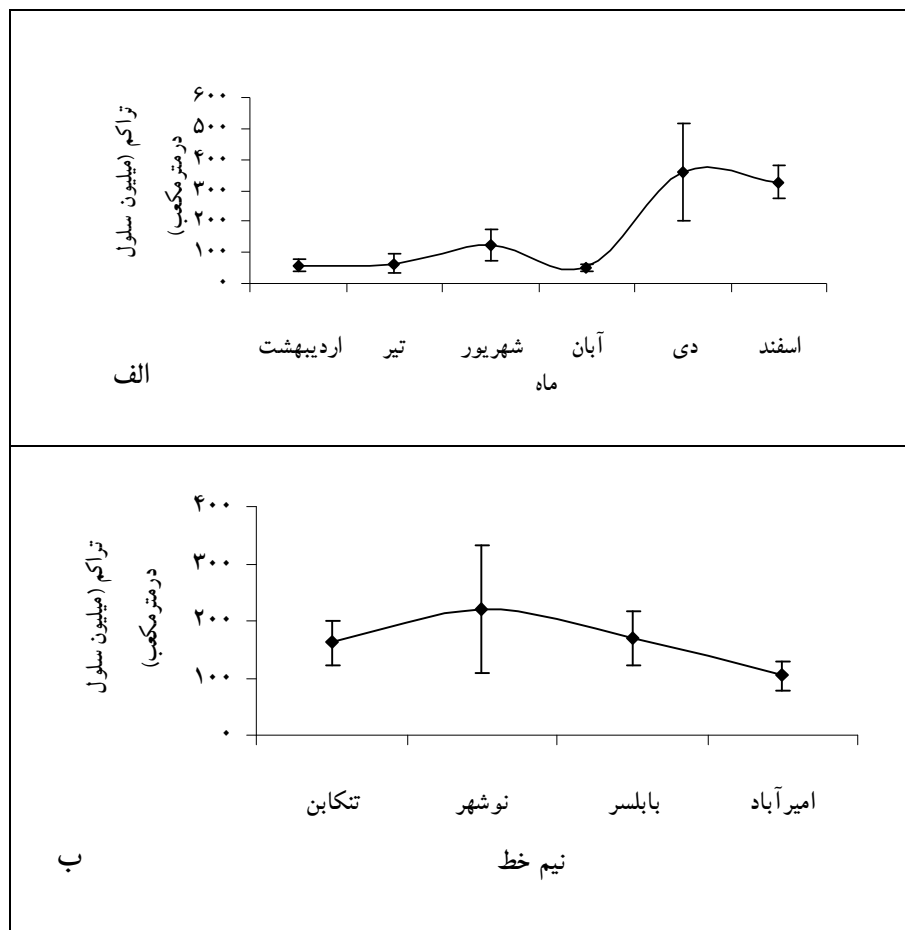 تراکم (میلیون سلول
درمترمکعب)
۶۰۰
۵۰۰
۴۰۰
۳۰۰
۲۰۰
۱۰۰
۰
اردیبهشت تیر شهریور آبان دی اسفند
ماه
الف
تراکم (میلیون سلول
درمترمکعب)
۴۰۰
۳۰۰
۲۰۰
۱۰۰
۰
تنکابن نوشهر بابلسر امیرآباد
نیم خط
ب